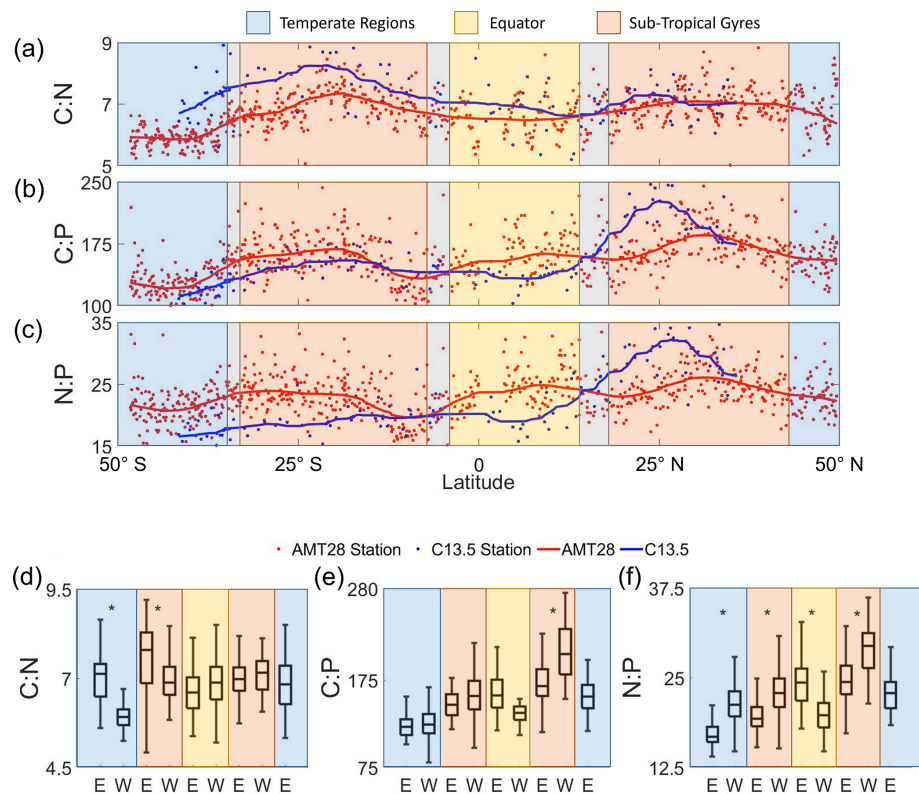 Temperate Regions Equator Sub-Tropical Gyres
(a)
9
7
5
C:N
(b)
250
175
100
C:P
(c)
35
25
15
N:P
50° S 25° S 0 25° N 50° N
Latitude
AMT28 Station C13.5 Station AMT28 C13.5
(d)
9.5
7
4.5
C:N
*
*
E W E W E W E W E
(e)
280
175
75
C:P
*
E W E W E W E W E
(f)
37.5
25
12.5
N:P
*
*
*
*
E W E W E W E W E